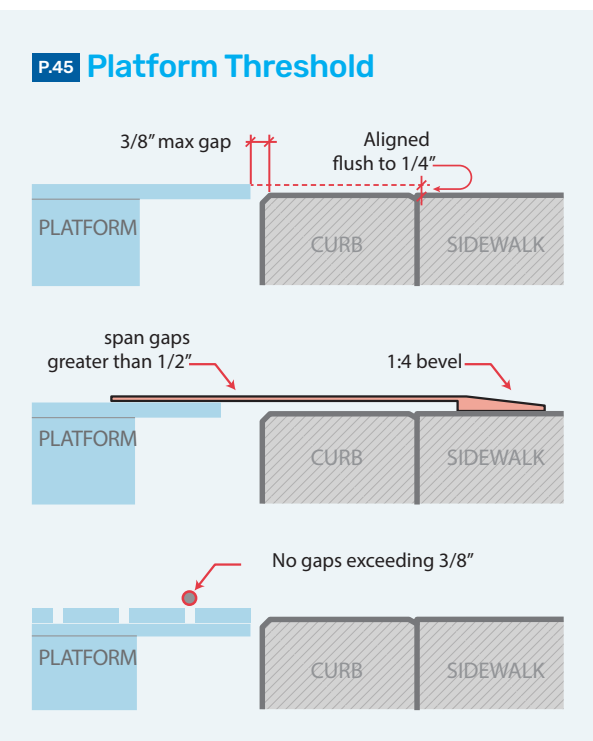 P.45 Platform Threshold
3/8” max gap
Aligned
flush to 1/4”
PLATFORM
CURB
SIDEWALK
span gaps
greater than 1/2”
1:4 bevel
PLATFORM
CURB
SIDEWALK
No gaps exceeding 3/8”
PLATFORM
CURB
SIDEWALK